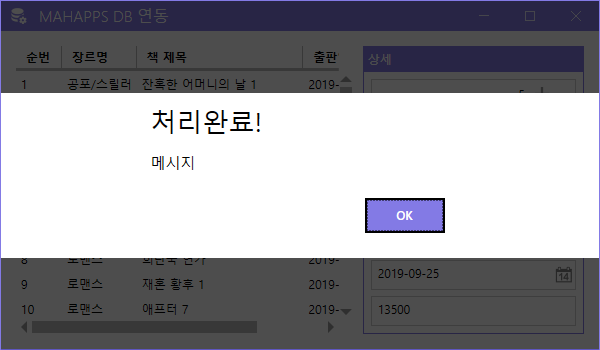 MAHAPPS DB 연동
순번 장르명 책 제목 출판
상세
1 공포/스릴러 잔혹한 어머니의 날 1 2019-
처리완료!
메시지
OK
8 로맨스 2019-
9 로맨스 재혼 황후 1 2019-
10 로맨스 애프터 7 2019-
2019-09-25
14
13500